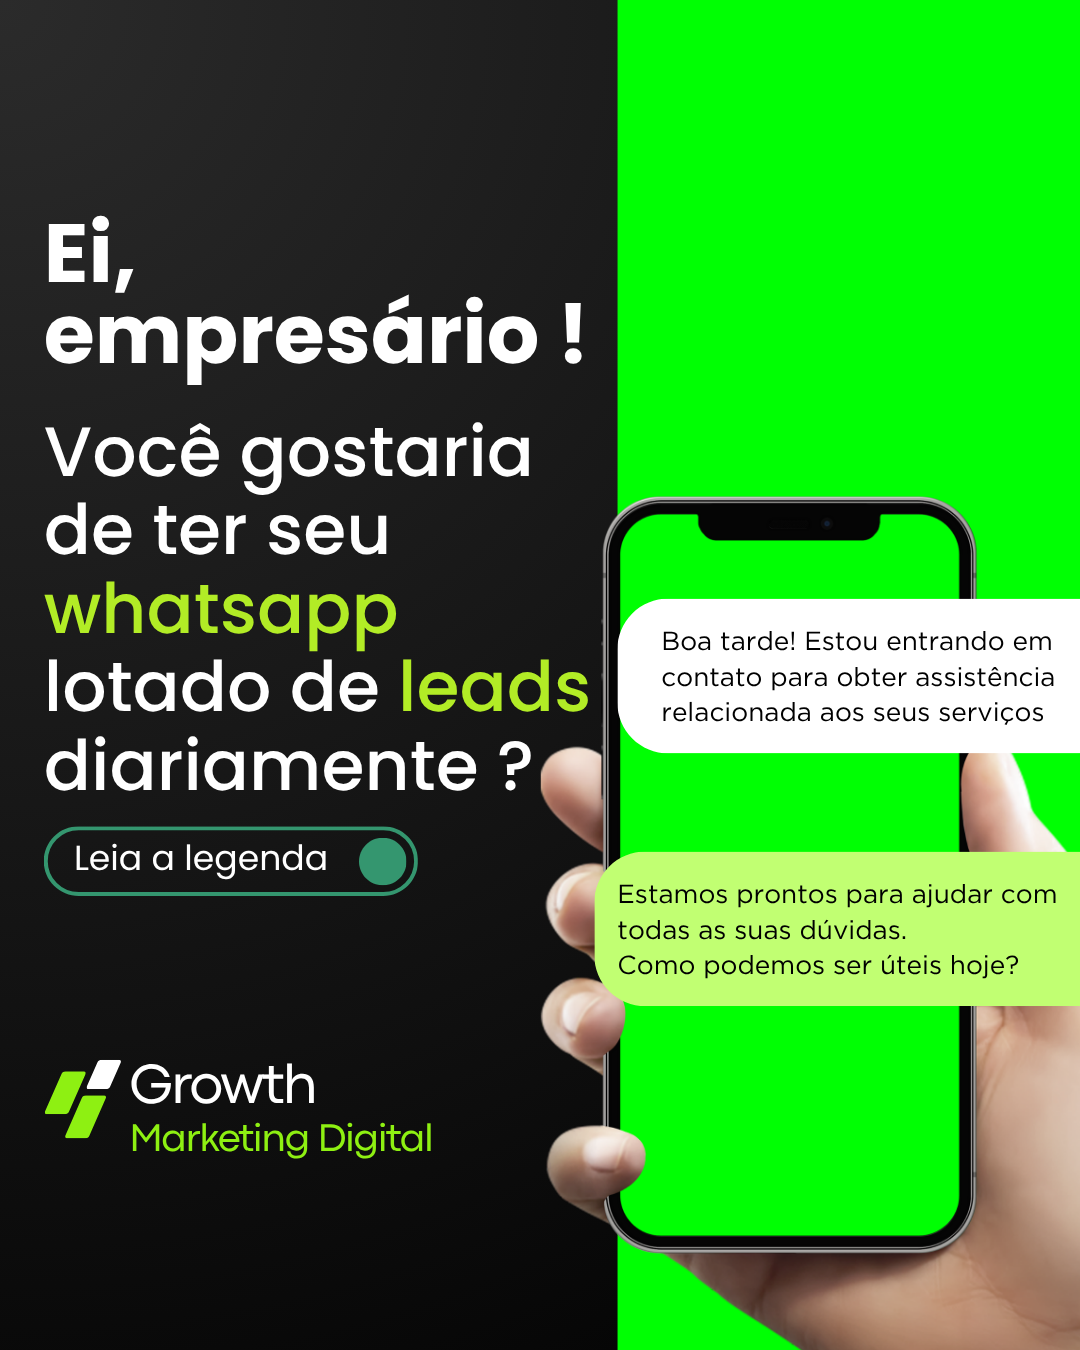 Ei,
empresário !
Você gostaria
de ter seu
whatsapp
lotado de leads
diariamente ?
Leia a legenda
Boa tarde! Estou entrando em
contato para obter assistência
relacionada aos seus serviços
Estamos prontos para ajudar com
todas as suas dúvidas.
Como podemos ser úteis hoje?
Growth
Marketing Digital